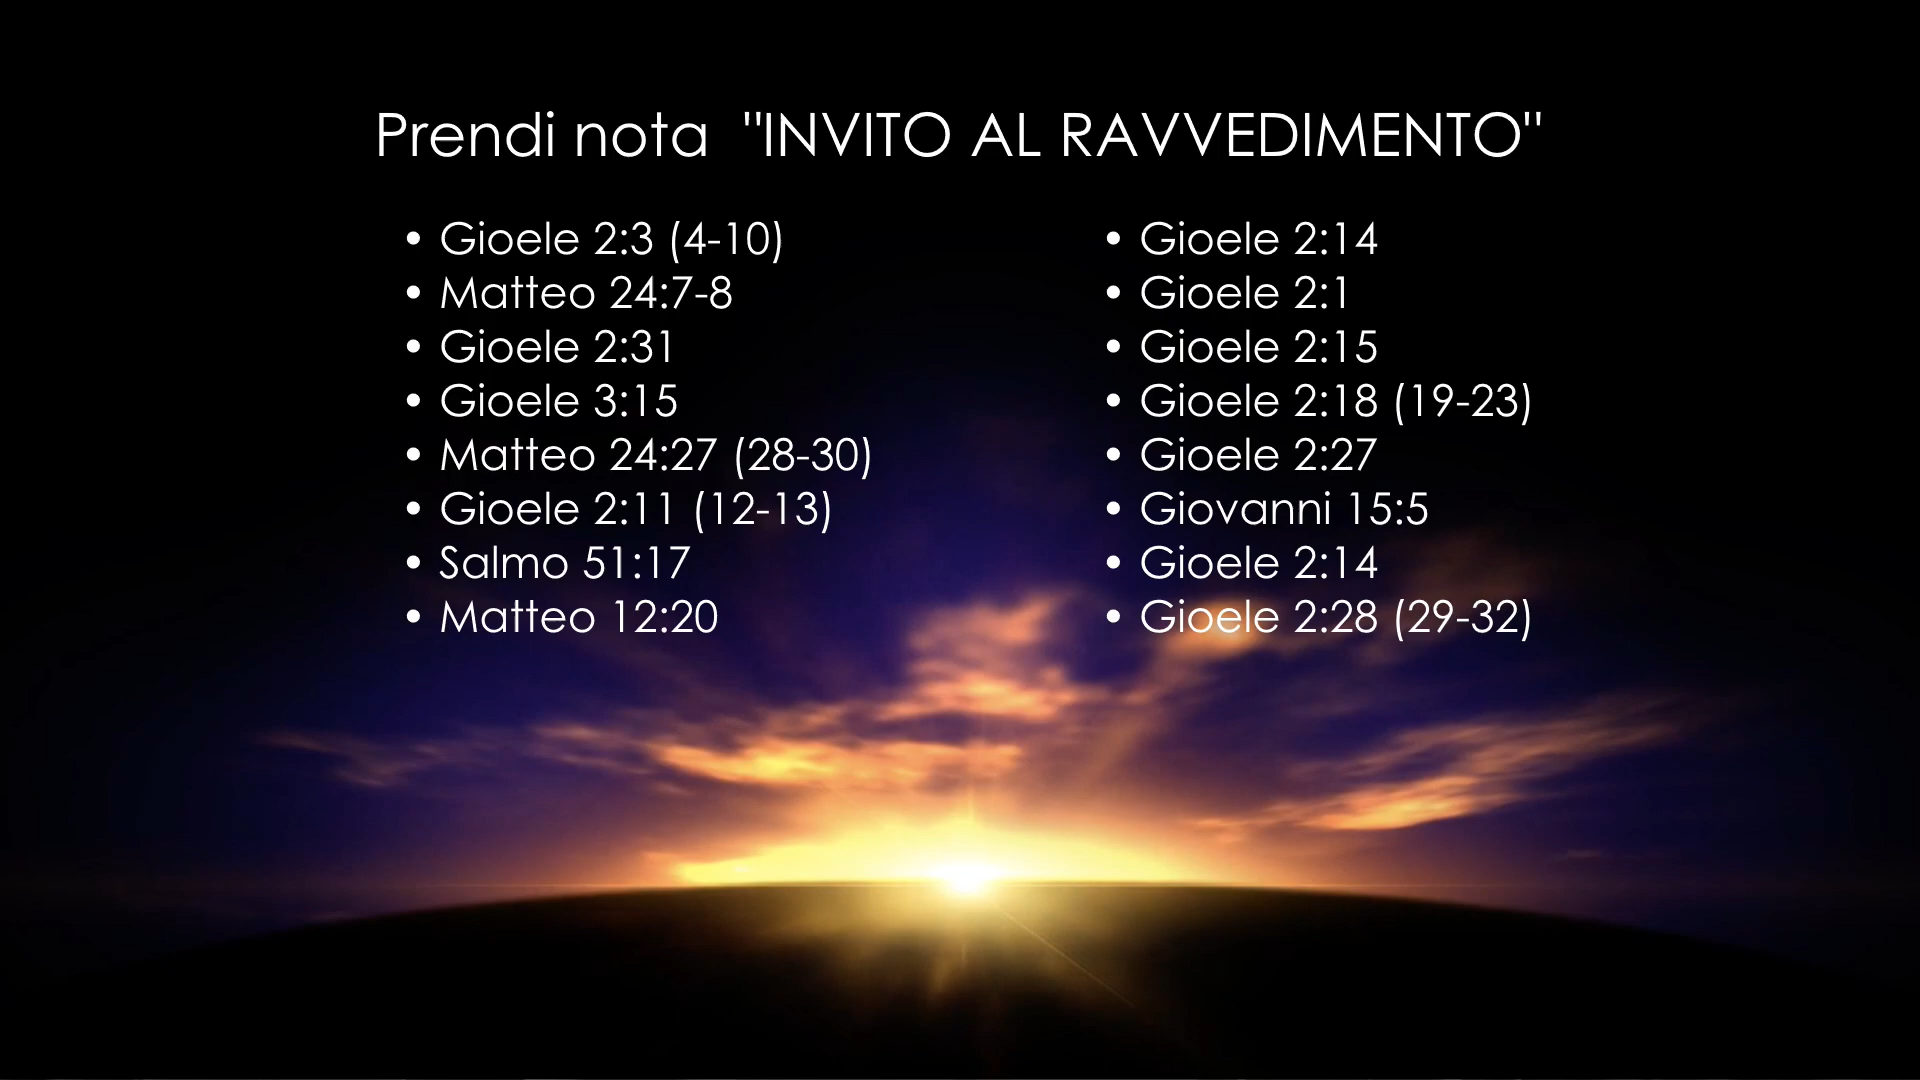 Prendi nota "INVITO AL RAVVEDIMENTO"
• Gioele 2:3 (4-10)
• Matteo 24:7-8
• Gioele 2:31
• Gioele 3:15
• Matteo 24:27 (28-30)
• Gioele 2:11 (12-13)
• Salmo 51:17
• Matteo 12:20
• Gioele 2:14
• Gioele 2:1
• Gioele 2:15
• Gioele 2:18 (19-23)
• Gioele 2:27
• Giovanni 15:5
• Gioele 2:14
• Gioele 2:28 (29-32)